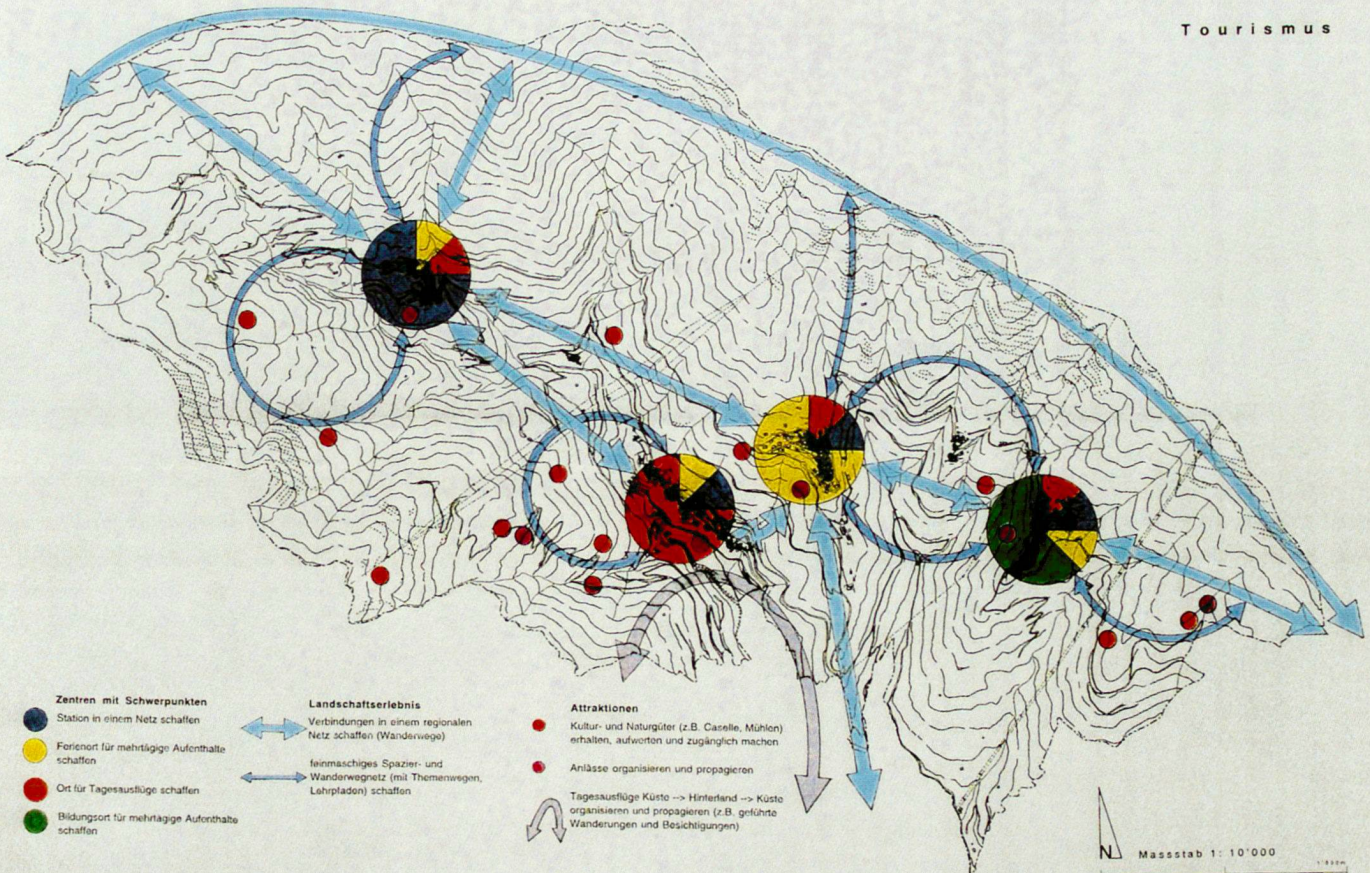 Tourismus
Zentren mit Schwerpunkten
Station in einem Netz schaffen
Ferienort für mehrtägige Aufenthalte
schaffen
Ort für Tagesausflüge schaffen
Bildungsort für mehrtägige Aufenthalte
schaffen
Landschaftserlebnis
Verbindungen in einem regionalen
Netz schaffen (Wanderwege)
feinmaschiges Spazier- und
Wanderwegnetz (mit Themenwegen,
Lehrpfaden) schaffen
Attraktionen
Kultur- und Naturgüter (z.B. Caselle, Mühlen)
erhalten, aufwerten und zugänglich machen
Anlässe organisieren und propagieren
Tagesausflüge Küste --> Hinterland --> Küste
organisieren und propagieren (z.B. geführte
Wanderungen und Besichtigungen)
N
Massstab 1: 10'000